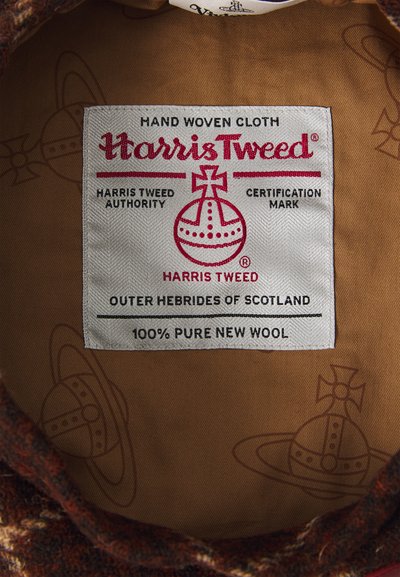 HAND WOVEN CLOTH
Harris Tweed®
HARRIS TWEED AUTHORITY
CERTIFICATION MARK
®
HARRIS TWEED
OUTER HEBRIDES OF SCOTLAND
100% PURE NEW WOOL